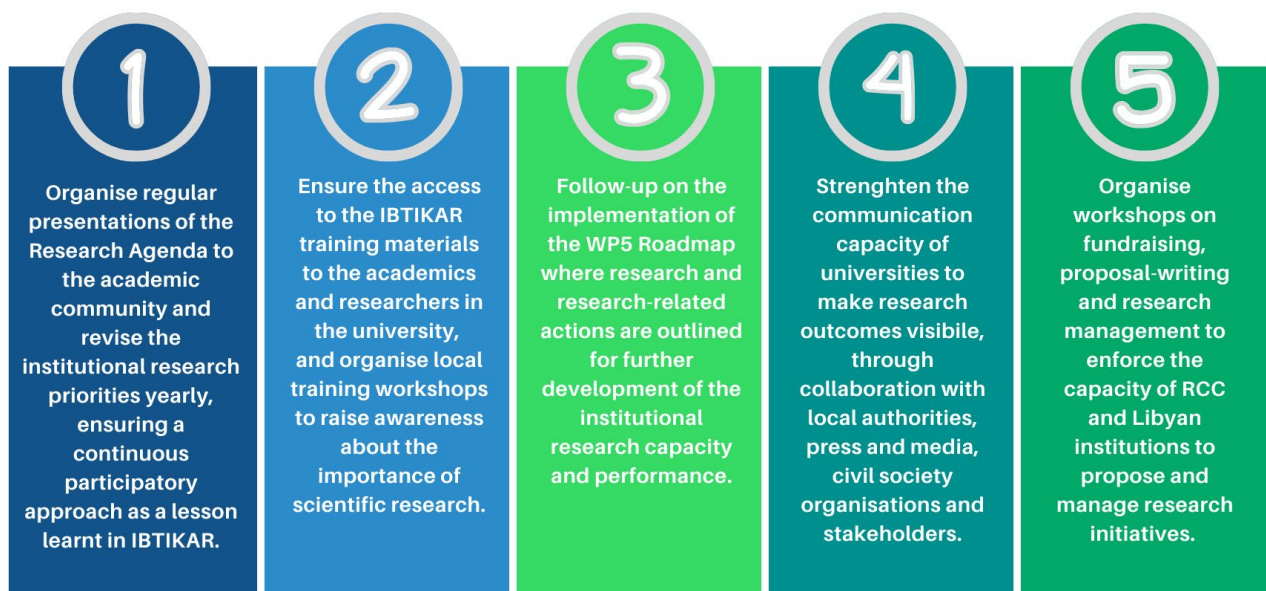 1
Organise regular
presentations of the
Research Agenda to
the academic
community and
revise the
institutional research
priorities yearly,
ensuring a
continuous
participatory
approach as a lesson
learnt in IBTIKAR.
2
Ensure the access
to the IBTIKAR
training materials
to the academics
and researchers in
the university,
and organise local
training workshops
to raise awareness
about the
importance of
scientific research.
3
Follow-up on the
implementation of
the WP5 Roadmap
where research and
research-related
actions are outlined
for further
development of the
institutional
research capacity
and performance.
4
Strenghten the
communication
capacity of
universities to
make research
outcomes visibile,
through
collaboration with
local authorities,
press and media,
civil society
organisations and
stakeholders.
5
Organise
workshops on
fundraising,
proposal-writing
and research
management to
enforce the
capacity of RCC
and Libyan
institutions to
propose and
manage research
initiatives.